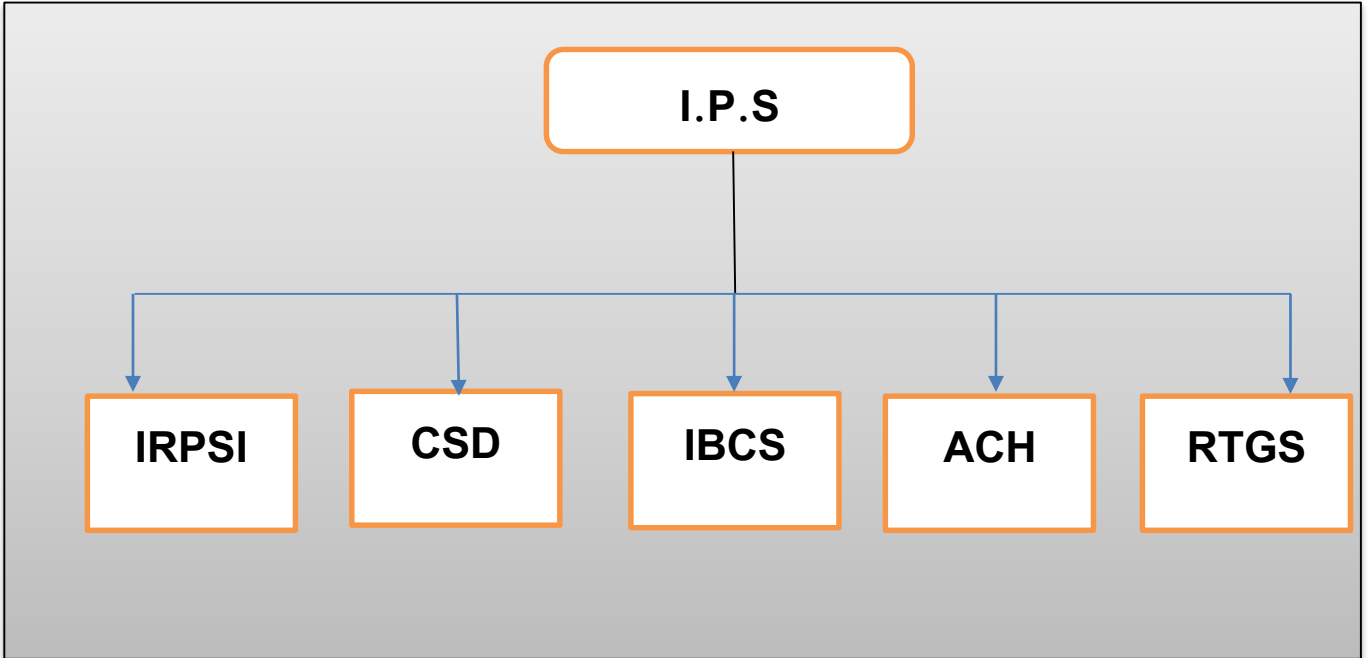 I.P.S
IRPSI
CSD
IBCS
ACH
RTGS